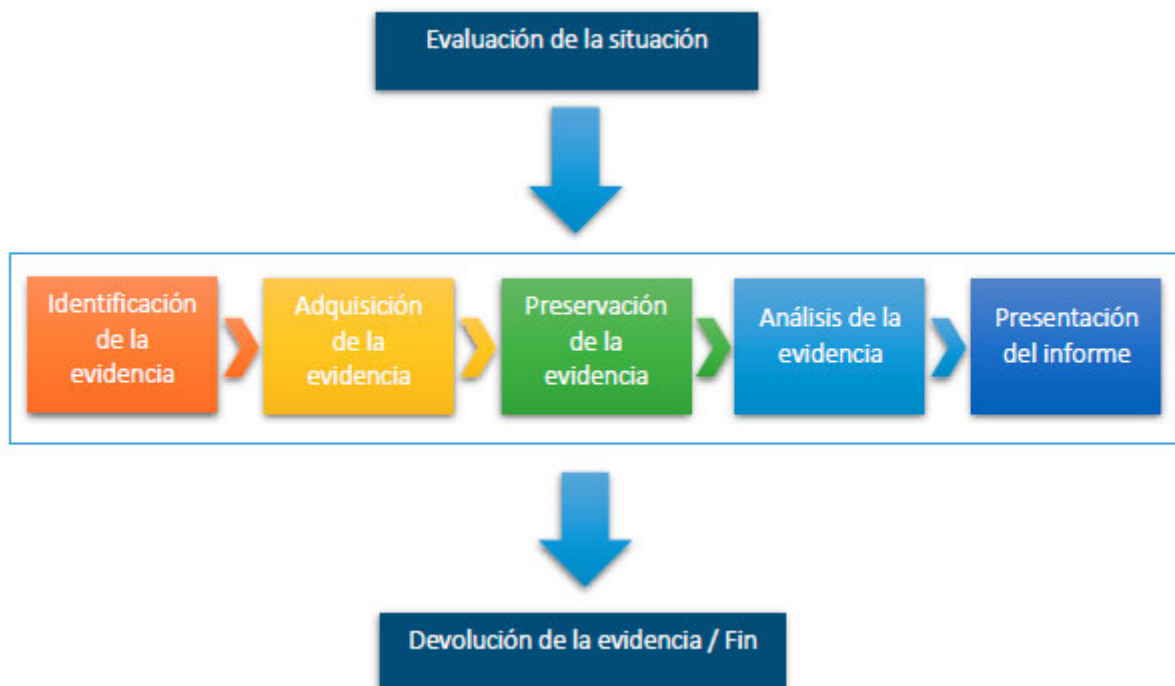 Evaluación de la situación
Identificación
de la
evidencia
Adquisición
de la
evidencia
Preservación
de la
evidencia
Análisis de la
evidencia
Presentación
del informe
Devolución de la evidencia / Fin